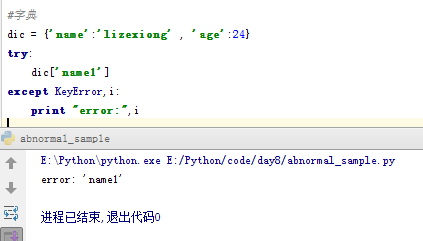 #字典
dic = {'name':'lizexiong' , 'age':24}
try:
    dic['name1']
except KeyError,i:
    print "error:",i
abnormal_sample
E:\Python\python.exe E:/Python/code/day8/abnormal_sample.py
error: 'name1'
进程已结束,退出代码0